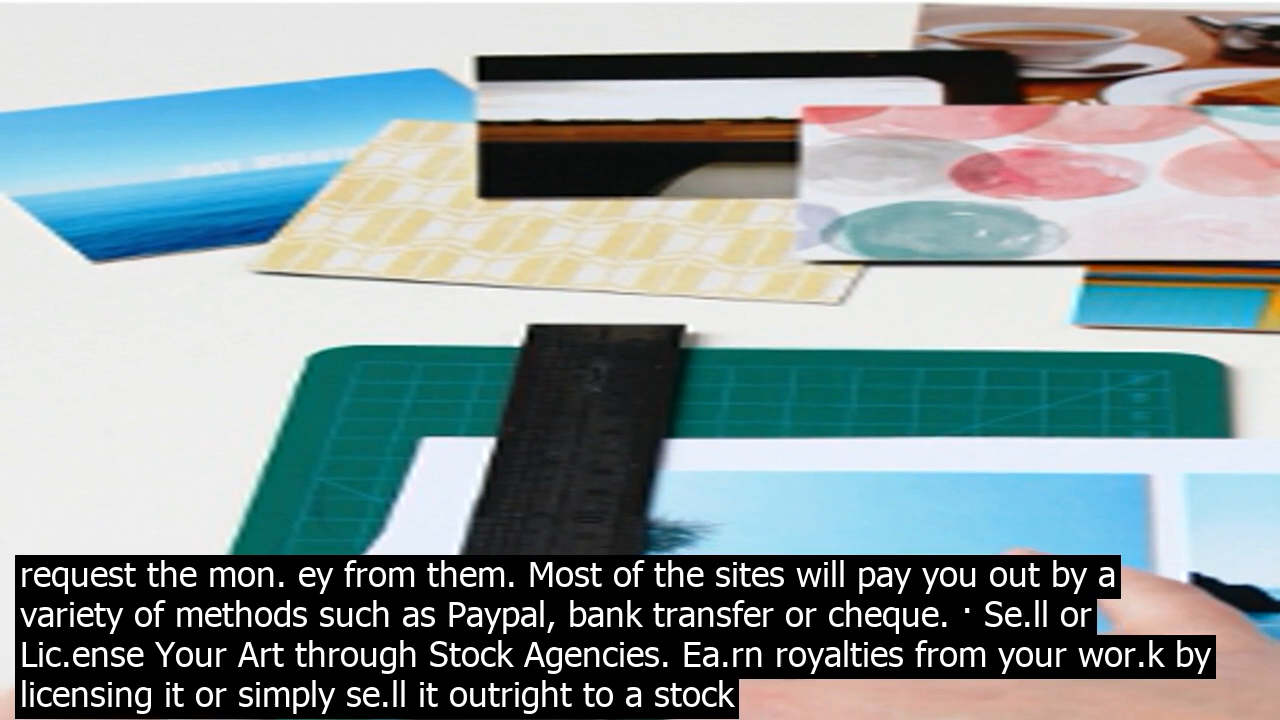 request the mon. ey from them. Most of the sites will pay you out by a
variety of methods such as Paypal, bank transfer or cheque. · Se.ll or
Lic.ense Your Art through Stock Agencies. Ea.rn royalties from your wor.k by
licensing it or simply se.ll it outright to a stock